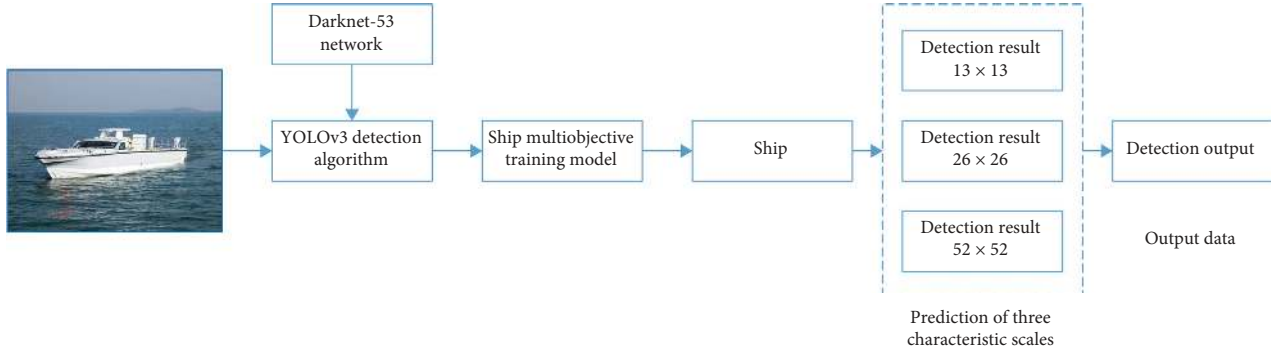 Darknet-53
network
YOLOv3 detection
algorithm
Ship multiobjective
training model
Ship
Detection result
13 × 13
Detection result
26 × 26
Detection result
52 × 52
Prediction of three
characteristic scales
Detection output
Output data